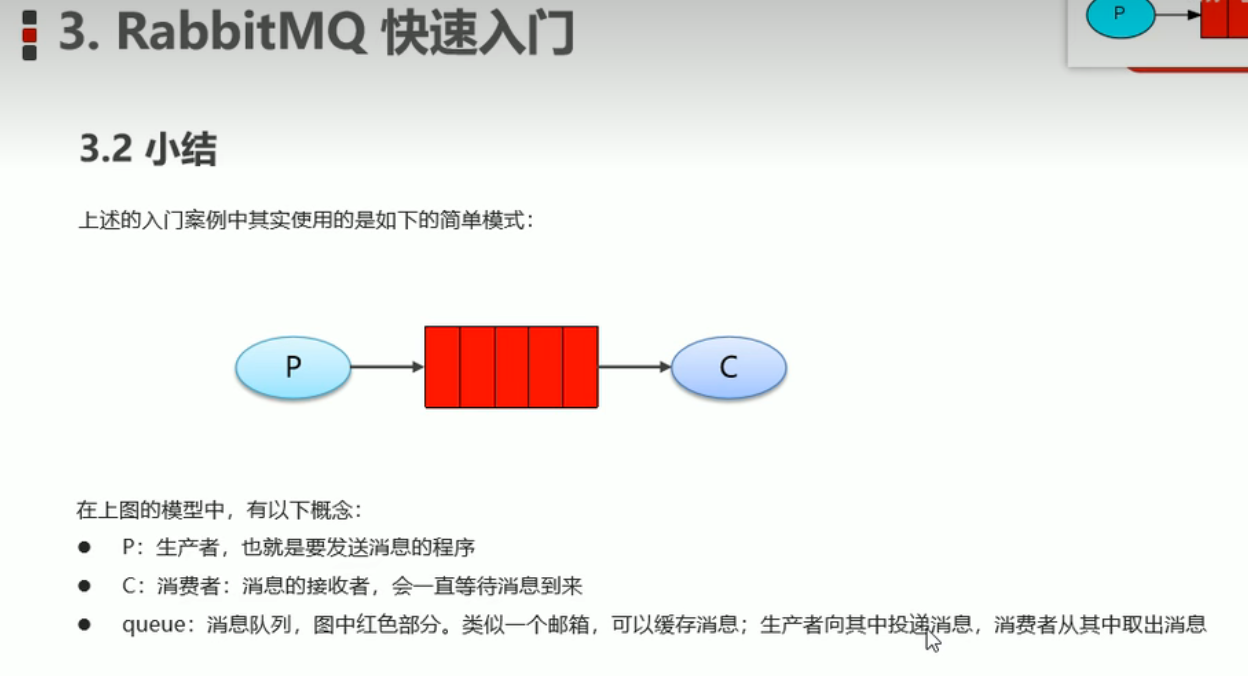 3. RabbitMQ 快速入门
P
3.2 小结
上述的入门案例中其实使用的是如下的简单模式：
P
C
在上图的模型中，有以下概念：
● P：生产者，也就是要发送消息的程序
● C：消费者：消息的接收者，会一直等待消息到来
● queue：消息队列，图中红色部分。类似一个邮箱，可以缓存消息；生产者向其中投递消息，消费者从其中取出消息